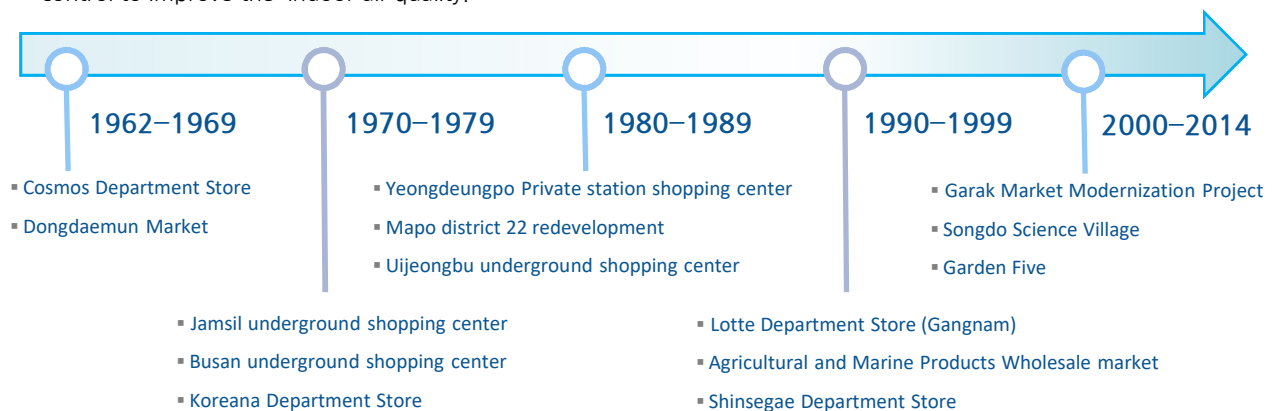 control to improve the indoor air quality.
1962–1969
1970–1979
1980–1989
1990–1999
2000–2014
▪ Cosmos Department Store
▪ Dongdaemun Market
▪ Yeongdeungpo Private station shopping center
▪ Mapo district 22 redevelopment
▪ Uijeongbu underground shopping center
▪ Garak Market Modernization Project
▪ Songdo Science Village
▪ Garden Five
▪ Jamsil underground shopping center
▪ Busan underground shopping center
▪ Koreana Department Store
▪ Lotte Department Store (Gangnam)
▪ Agricultural and Marine Products Wholesale market
▪ Shinsegae Department Store